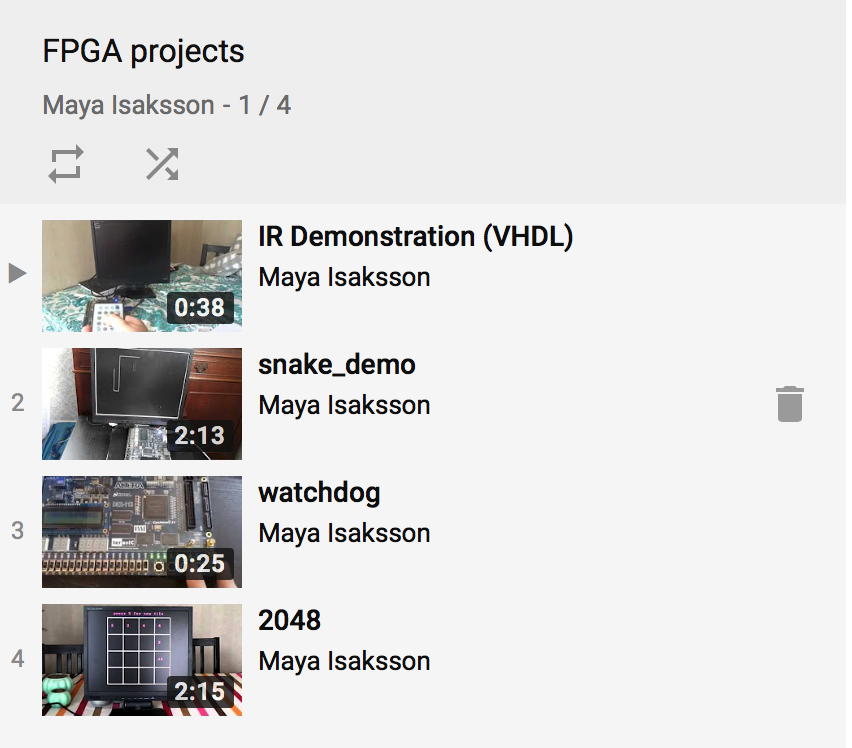 FPGA projects
Maya Isaksson - 1 / 4
IR Demonstration (VHDL)
Maya Isaksson
0:38
2
snake_demo
Maya Isaksson
2:13
3
watchdog
Maya Isaksson
0:25
4
2048
Maya Isaksson
2:15